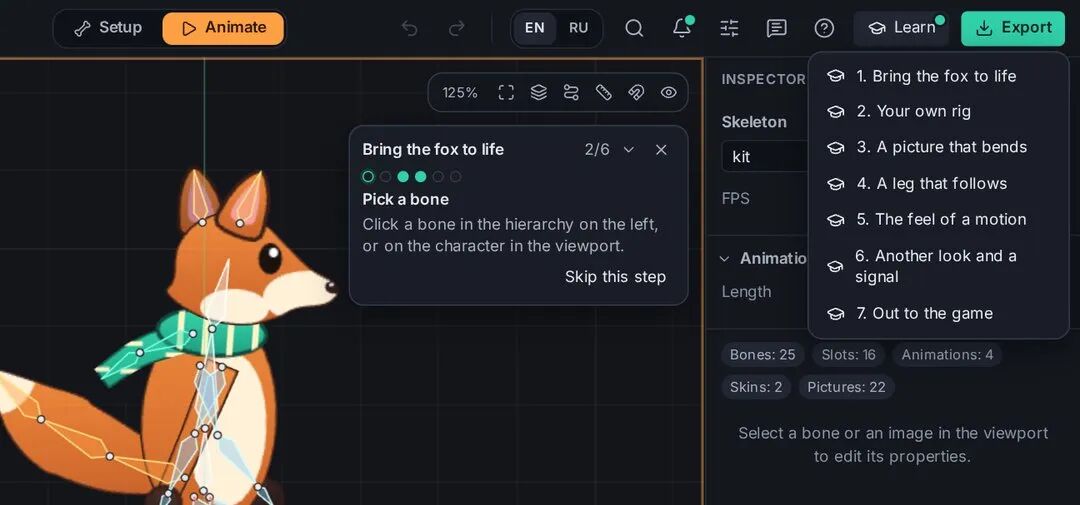 Setup
Animate
EN
RU
Learn
Export
125%
Bring the fox to life
2/6
Pick a bone
Click a bone in the hierarchy on the left,
or on the character in the viewport.
Skip this step
INSPECTOR
Skeleton
kit
FPS
Animatio
Length
1. Bring the fox to life
2. Your own rig
3. A picture that bends
4. A leg that follows
5. The feel of a motion
6. Another look and a
signal
7. Out to the game
Bones: 25
Slots: 16
Animations: 4
Skins: 2
Pictures: 22
Select a bone or an image in the viewport
to edit its properties.